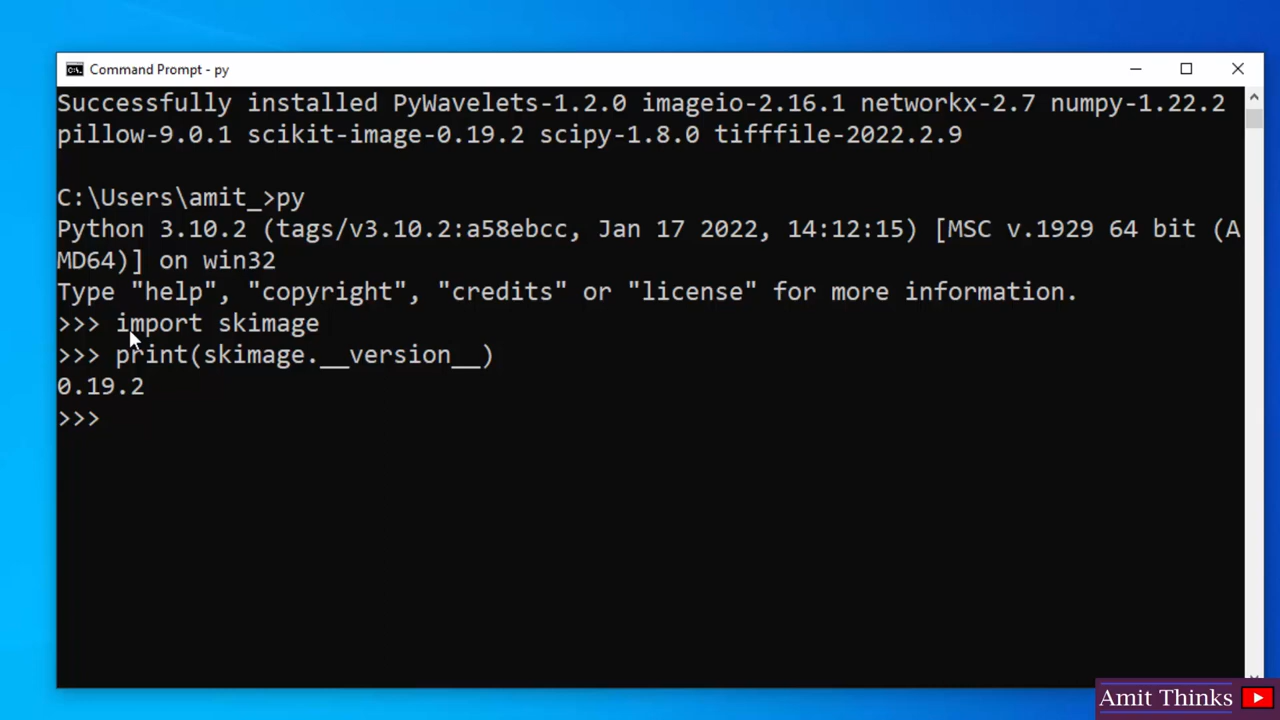 Command Prompt - py
Successfully installed PyWavelets-1.2.0 imageio-2.16.1 networkx-2.7 numpy-1.22.2
pillow-9.0.1 scikit-image-0.19.2 scipy-1.8.0 tifffile-2022.2.9
C:\Users\amit_>py
Python 3.10.2 (tags/v3.10.2:a58ebcc, Jan 17 2022, 14:12:15) [MSC v.1929 64 bit (A
MD64)] on win32
Type "help", "copyright", "credits" or "license" for more information.
>>> import skimage
>>> print(skimage.__version__)
0.19.2
>>>
Amit Thinks